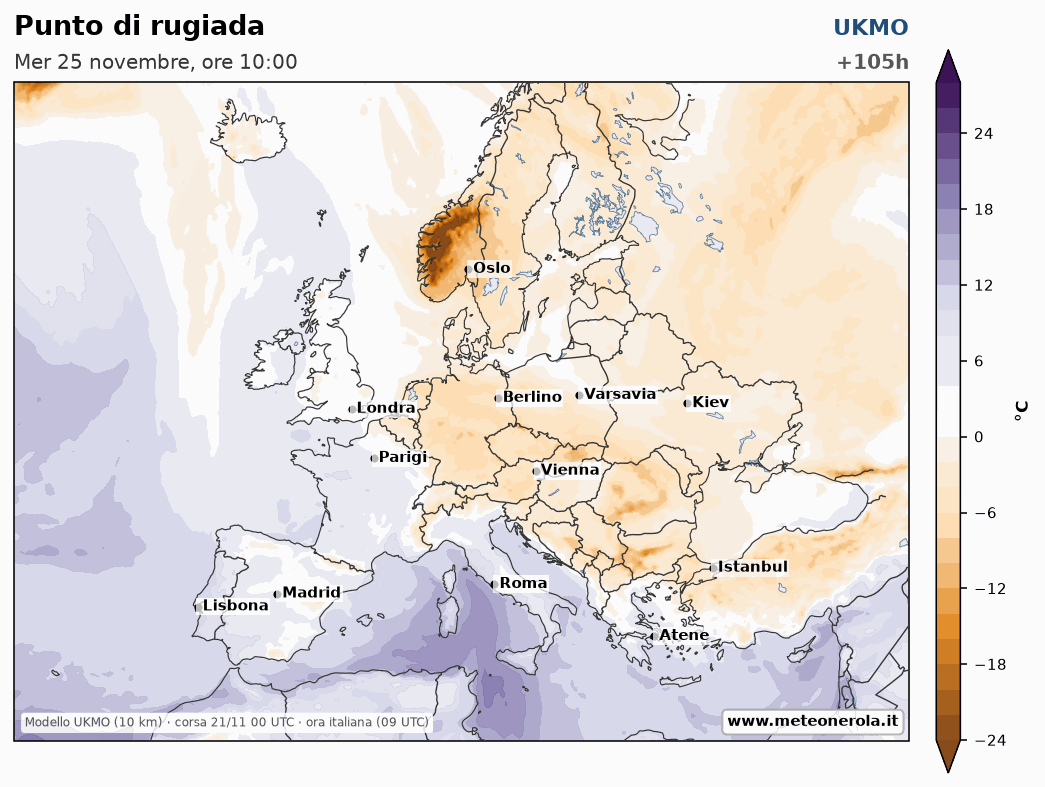 Punto di rugiada
UKMO
Mer 25 novembre, ore 10:00
+105h
24
18
12
6
0
−6
−12
−18
−24
°C
Oslo
Berlino
Varsavia
Kiev
Londra
Parigi
Vienna
Istanbul
Roma
Madrid
Lisbona
Atene
Modello UKMO (10 km) · corsa 21/11 00 UTC · ora italiana (09 UTC)
www.meteonerola.it